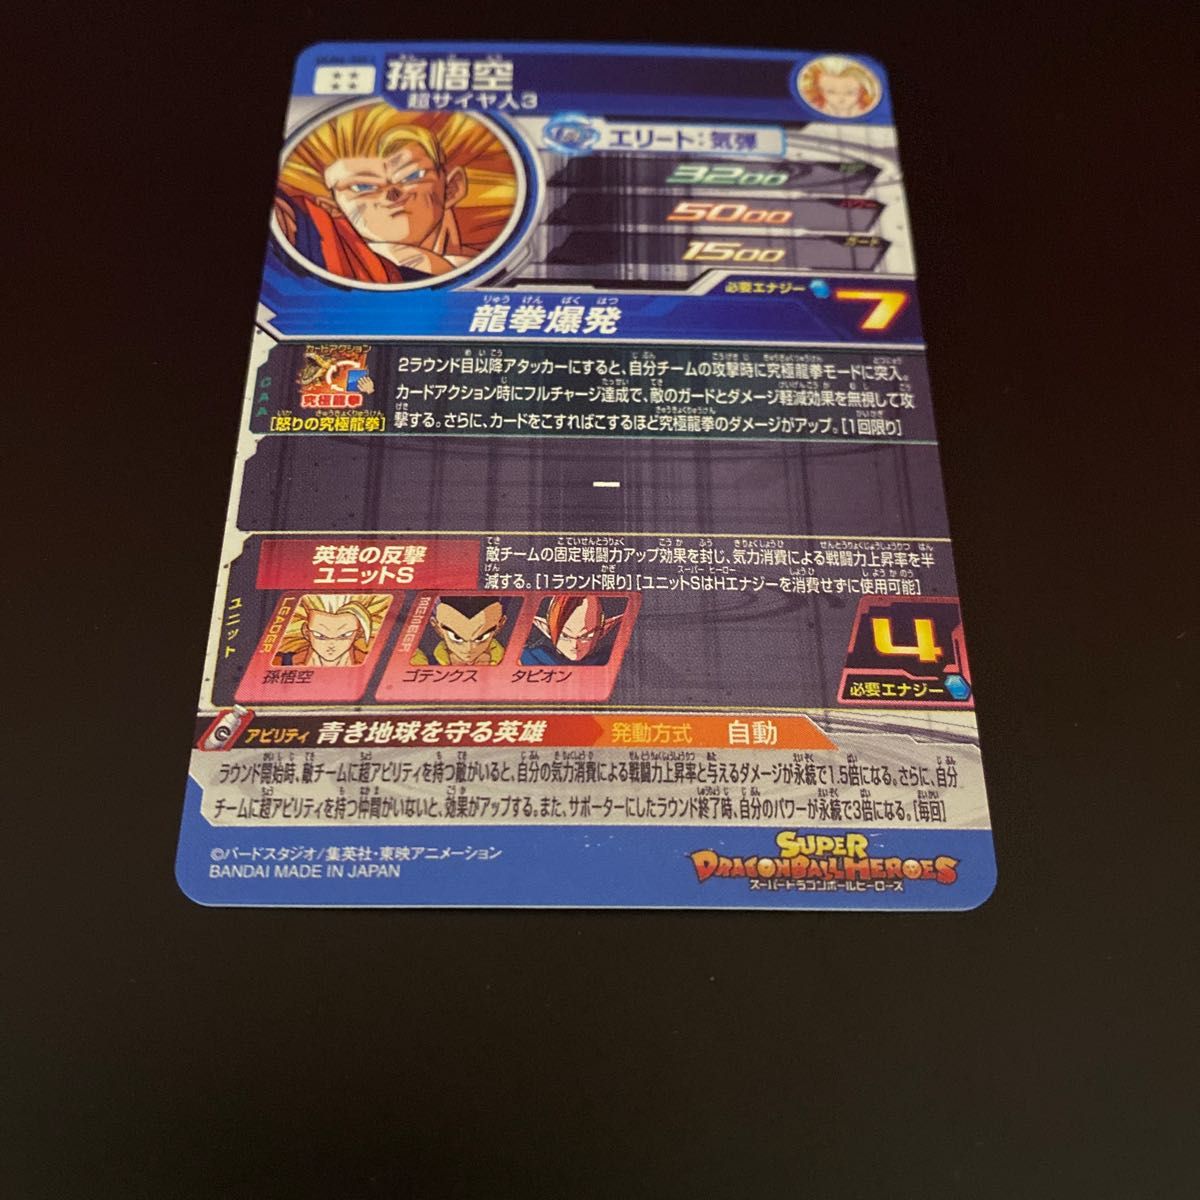 孫悟空
超サイヤ人3
エリート:気弾
3200
パワー
5000
ガード
1500
必要エナジー
7
りゅう けん ばく はつ
龍拳爆発
CAA
カードアクション
究極龍拳
[怒りの究極龍拳]
2ラウンド目以降アタッカーにすると、自分チームの攻撃時に究極龍拳モードに突入。
カードアクション時にフルチャージ達成で、敵のガードとダメージ軽減効果を無視して攻
撃する。さらに、カードをこすればこするほど究極龍拳のダメージがアップ。[1回限り]
ー
ユニット
英雄の反撃
ユニットS
敵チームの固定戦闘力アップ効果を封じ、気力消費による戦闘力上昇率を半
減する。[1ラウンド限り][ユニットSはHエナジーを消費せずに使用可能]
LEADER
孫悟空
MEMBER
ゴテンクス
タピオン
4
必要エナジー
アビリティ 青き地球を守る英雄 発動方式 自動
ラウンド開始時、敵チームに超アビリティを持つ敵がいると、自分の気力消費による戦闘力上昇率と与えるダメージが永続で1.5倍になる。さらに、自分
チームに超アビリティを持つ仲間がいないと、効果がアップする。また、サポーターにしたラウンド終了時、自分のパワーが永続で3倍になる。[毎回]
©バードスタジオ/集英社・東映アニメーション
BANDAI MADE IN JAPAN
SUPER
DRAGONBALL HEROES
スーパードラゴンボールヒーローズ